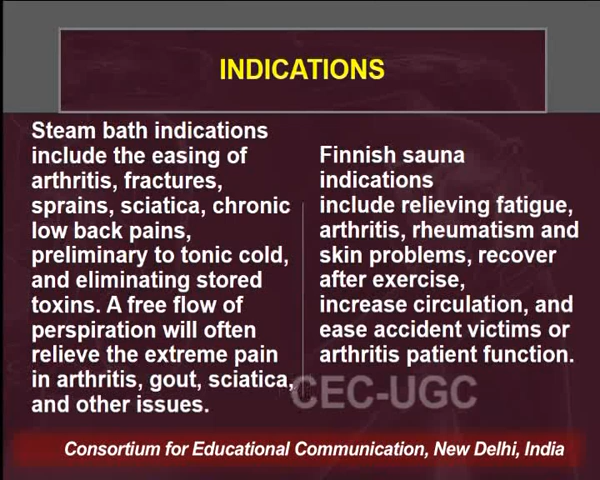 INDICATIONS
Steam bath indications
include the easing of
arthritis, fractures,
sprains, sciatica, chronic
low back pains,
preliminary to tonic cold,
and eliminating stored
toxins. A free flow of
perspiration will often
relieve the extreme pain
in arthritis, gout, sciatica,
and other issues.
Finnish sauna
indications
include relieving fatigue,
arthritis, rheumatism and
skin problems, recover
after exercise,
increase circulation, and
ease accident victims or
arthritis patient function.
CEC-UGC
Consortium for Educational Communication, New Delhi, India